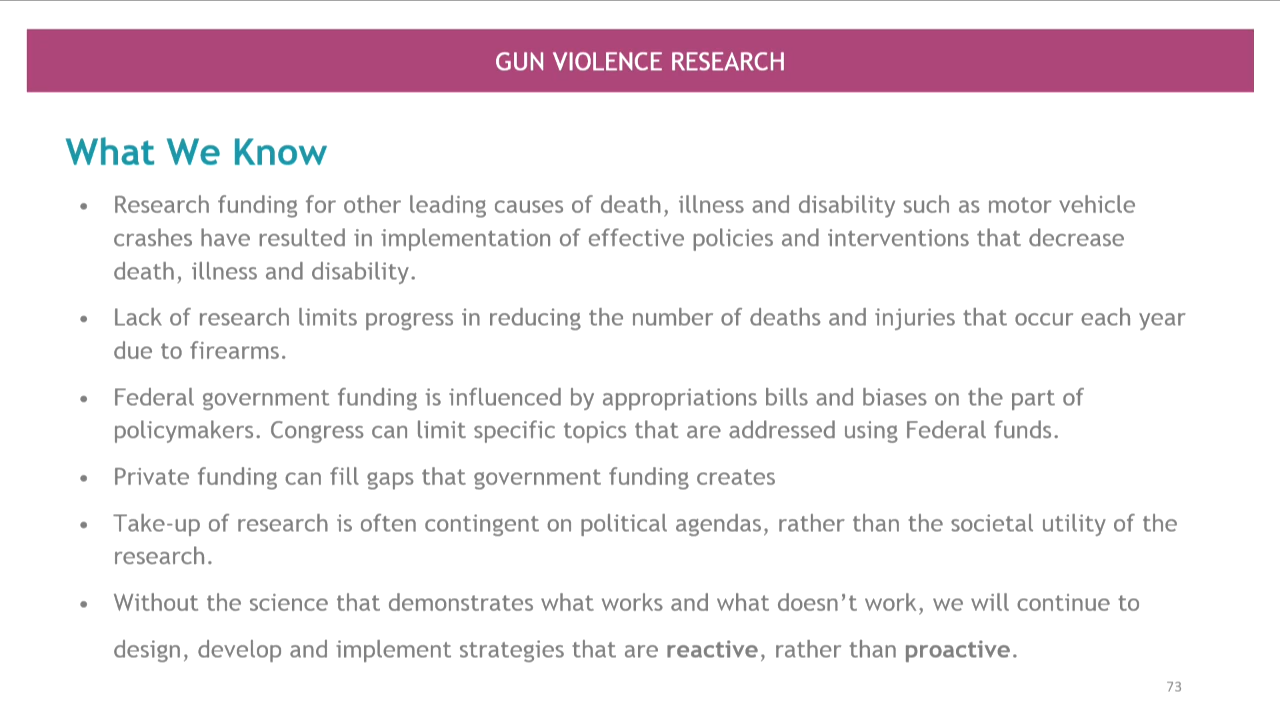 GUN VIOLENCE RESEARCH
What We Know
• Research funding for other leading causes of death, illness and disability such as motor vehicle
crashes have resulted in implementation of effective policies and interventions that decrease
death, illness and disability.
• Lack of research limits progress in reducing the number of deaths and injuries that occur each year
due to firearms.
• Federal government funding is influenced by appropriations bills and biases on the part of
policymakers. Congress can limit specific topics that are addressed using Federal funds.
• Private funding can fill gaps that government funding creates
• Take-up of research is often contingent on political agendas, rather than the societal utility of the
research.
• Without the science that demonstrates what works and what doesn’t work, we will continue to
design, develop and implement strategies that are reactive, rather than proactive.
73